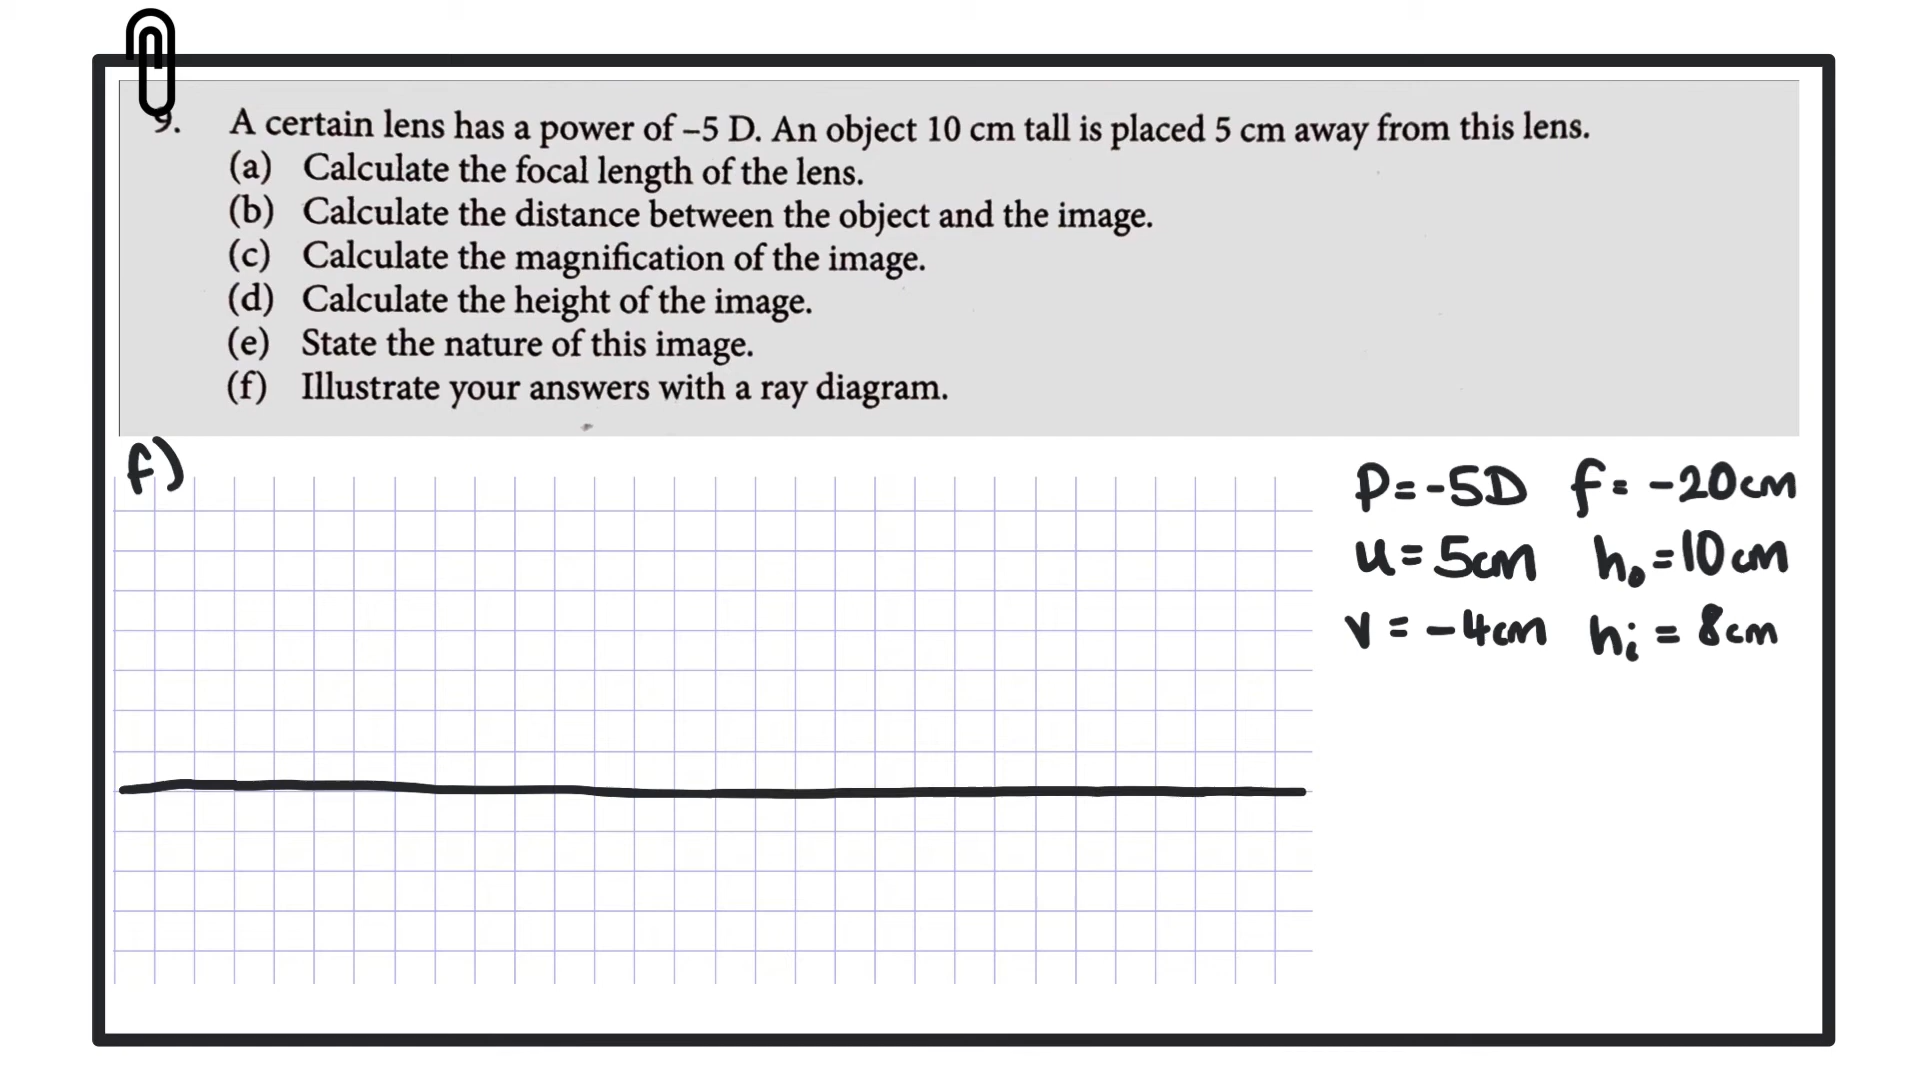 9. A certain lens has a power of –5 D. An object 10 cm tall is placed 5 cm away from this lens.
(a) Calculate the focal length of the lens.
(b) Calculate the distance between the object and the image.
(c) Calculate the magnification of the image.
(d) Calculate the height of the image.
(e) State the nature of this image.
(f) Illustrate your answers with a ray diagram.
f)
P = -5D f = -20cm
u = 5cm h₀ = 10cm
v = -4cm hᵢ = 8cm